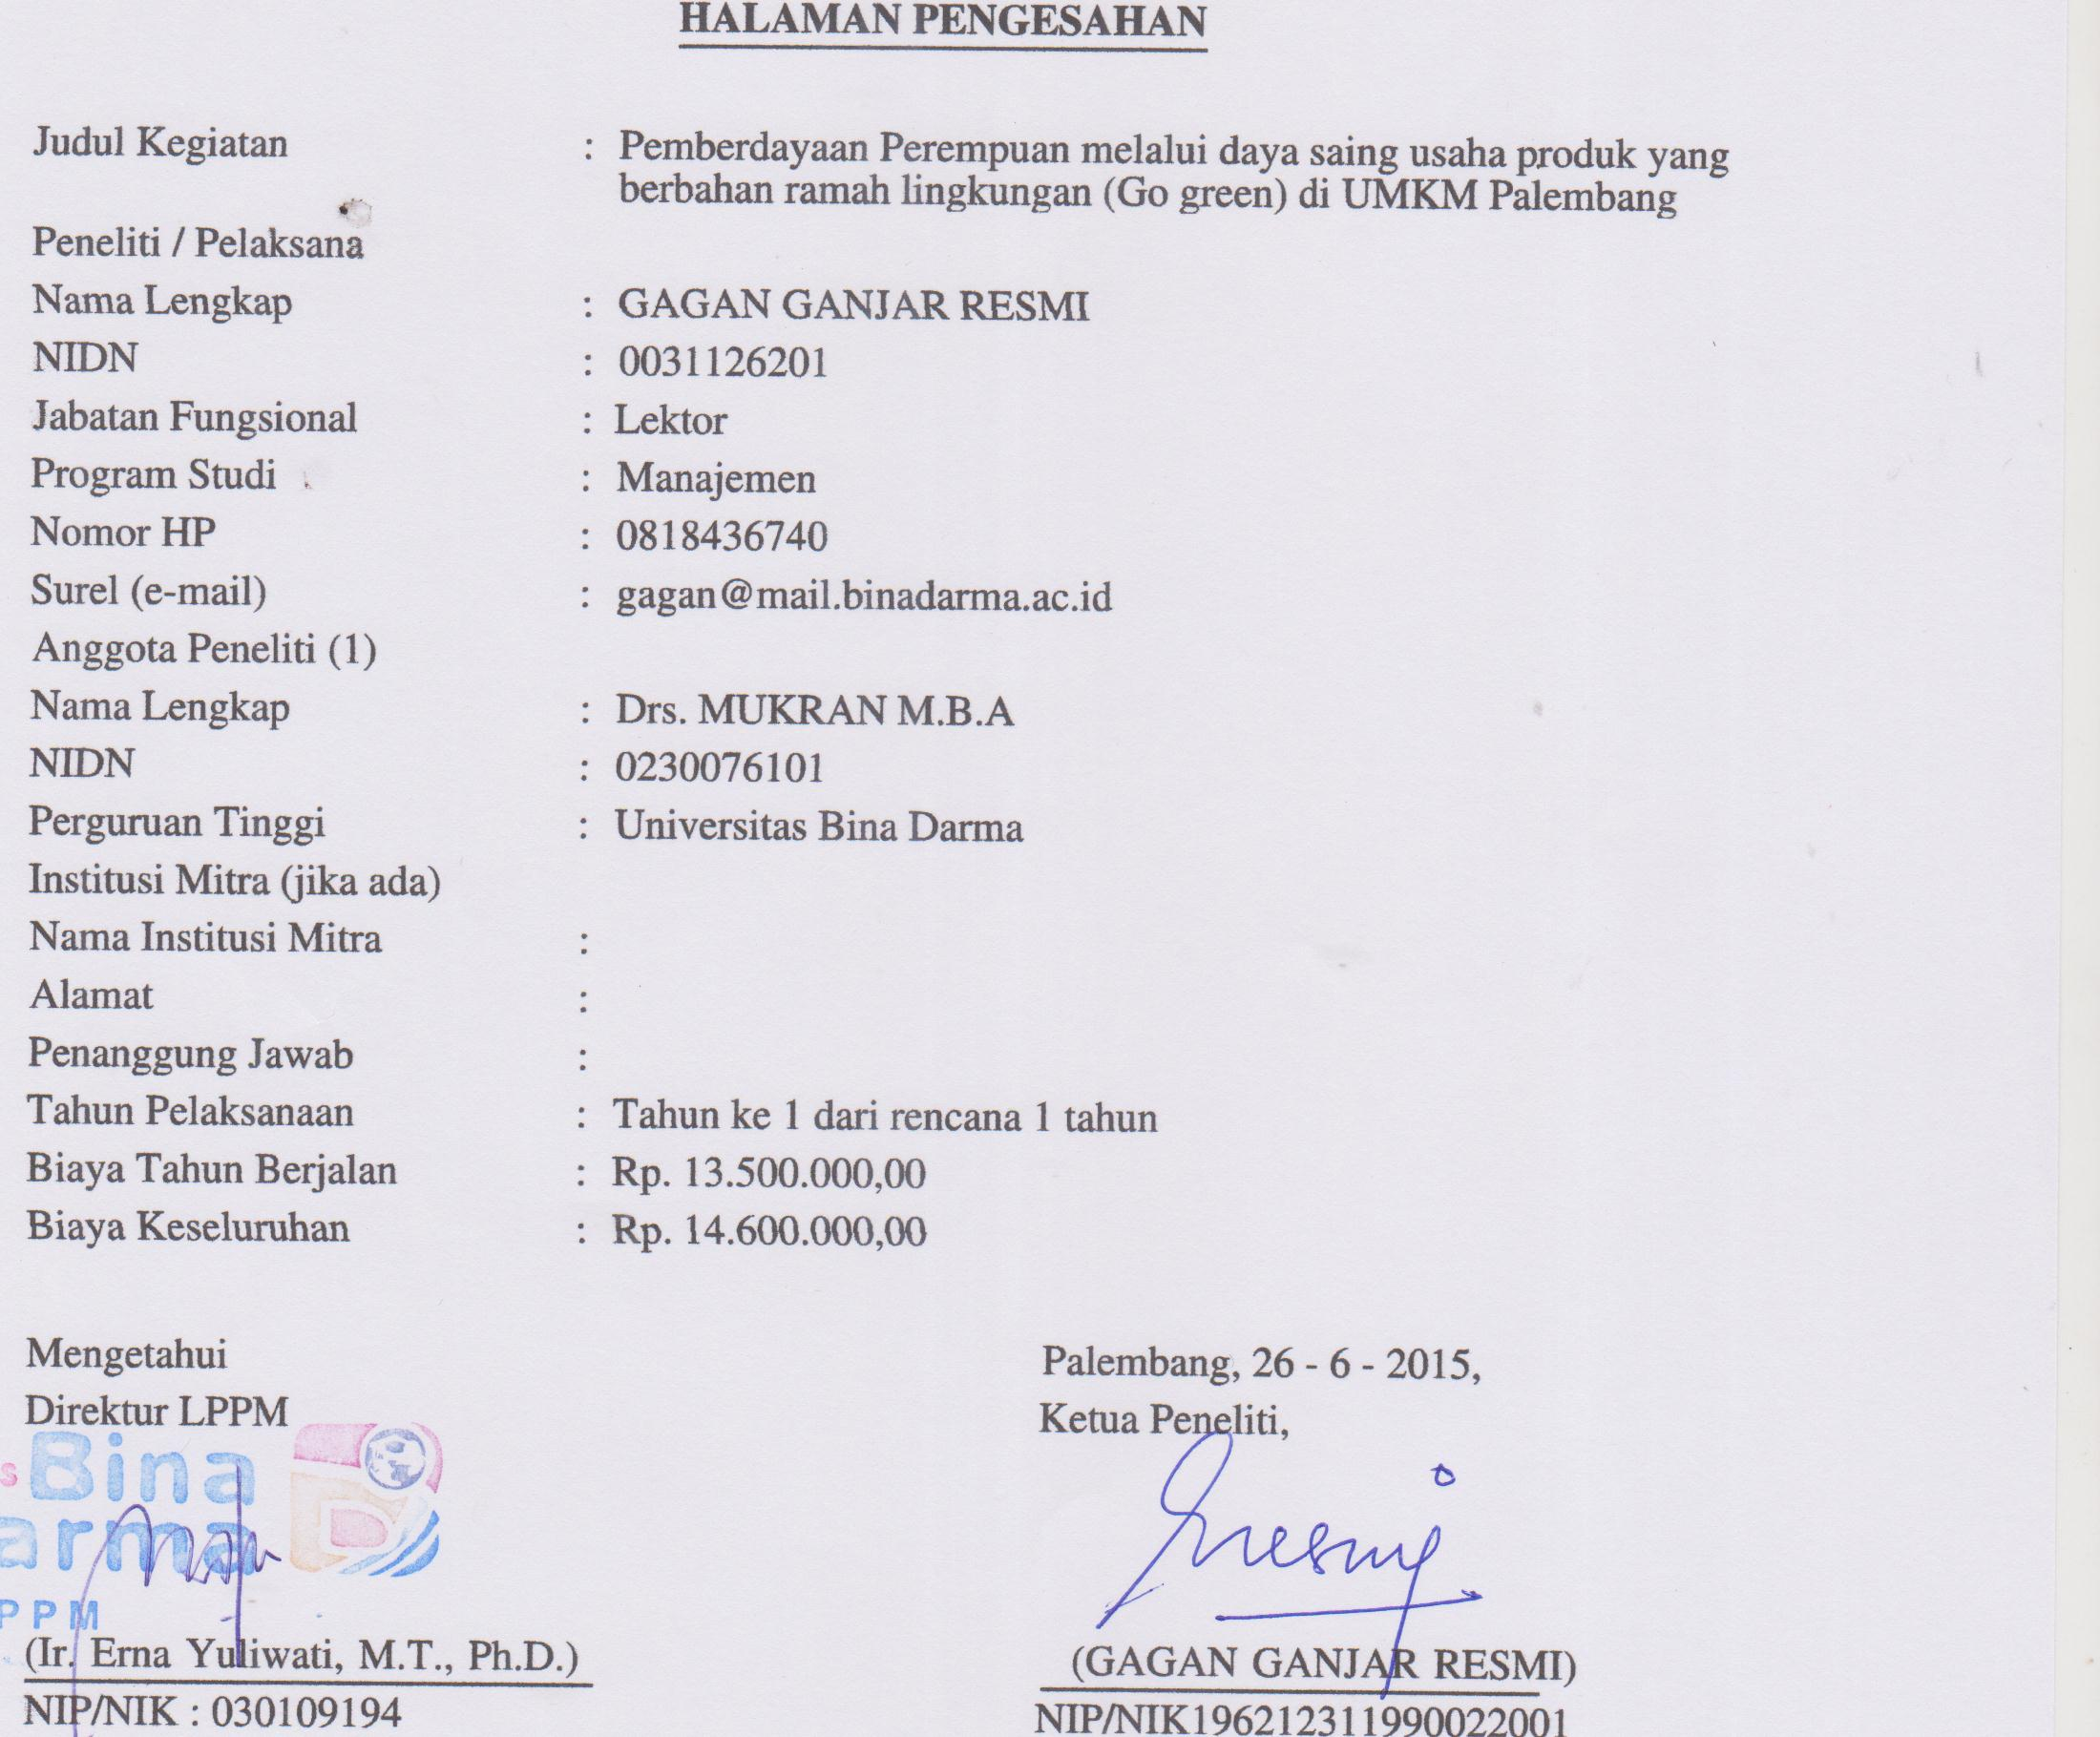 HALAMAN PENGESAHAN
Judul Kegiatan : Pemberdayaan Perempuan melalui daya saing usaha produk yang
berbahan ramah lingkungan (Go green) di UMKM Palembang
Peneliti / Pelaksana
Nama Lengkap : GAGAN GANJAR RESMI
NIDN : 0031126201
Jabatan Fungsional : Lektor
Program Studi : Manajemen
Nomor HP : 0818436740
Surel (e-mail) : gagan@mail.binadarma.ac.id
Anggota Peneliti (1)
Nama Lengkap : Drs. MUKRAN M.B.A
NIDN : 0230076101
Perguruan Tinggi : Universitas Bina Darma
Institusi Mitra (jika ada)
Nama Institusi Mitra :
Alamat :
Penanggung Jawab :
Tahun Pelaksanaan : Tahun ke 1 dari rencana 1 tahun
Biaya Tahun Berjalan : Rp. 13.500.000,00
Biaya Keseluruhan : Rp. 14.600.000,00
Mengetahui
Direktur LPPM
s Bina
arma
PPM
(Ir. Erna Yuliwati, M.T., Ph.D.)
NIP/NIK : 030109194
Palembang, 26 - 6 - 2015,
Ketua Peneliti,
(GAGAN GANJAR RESMI)
NIP/NIK196212311990022001